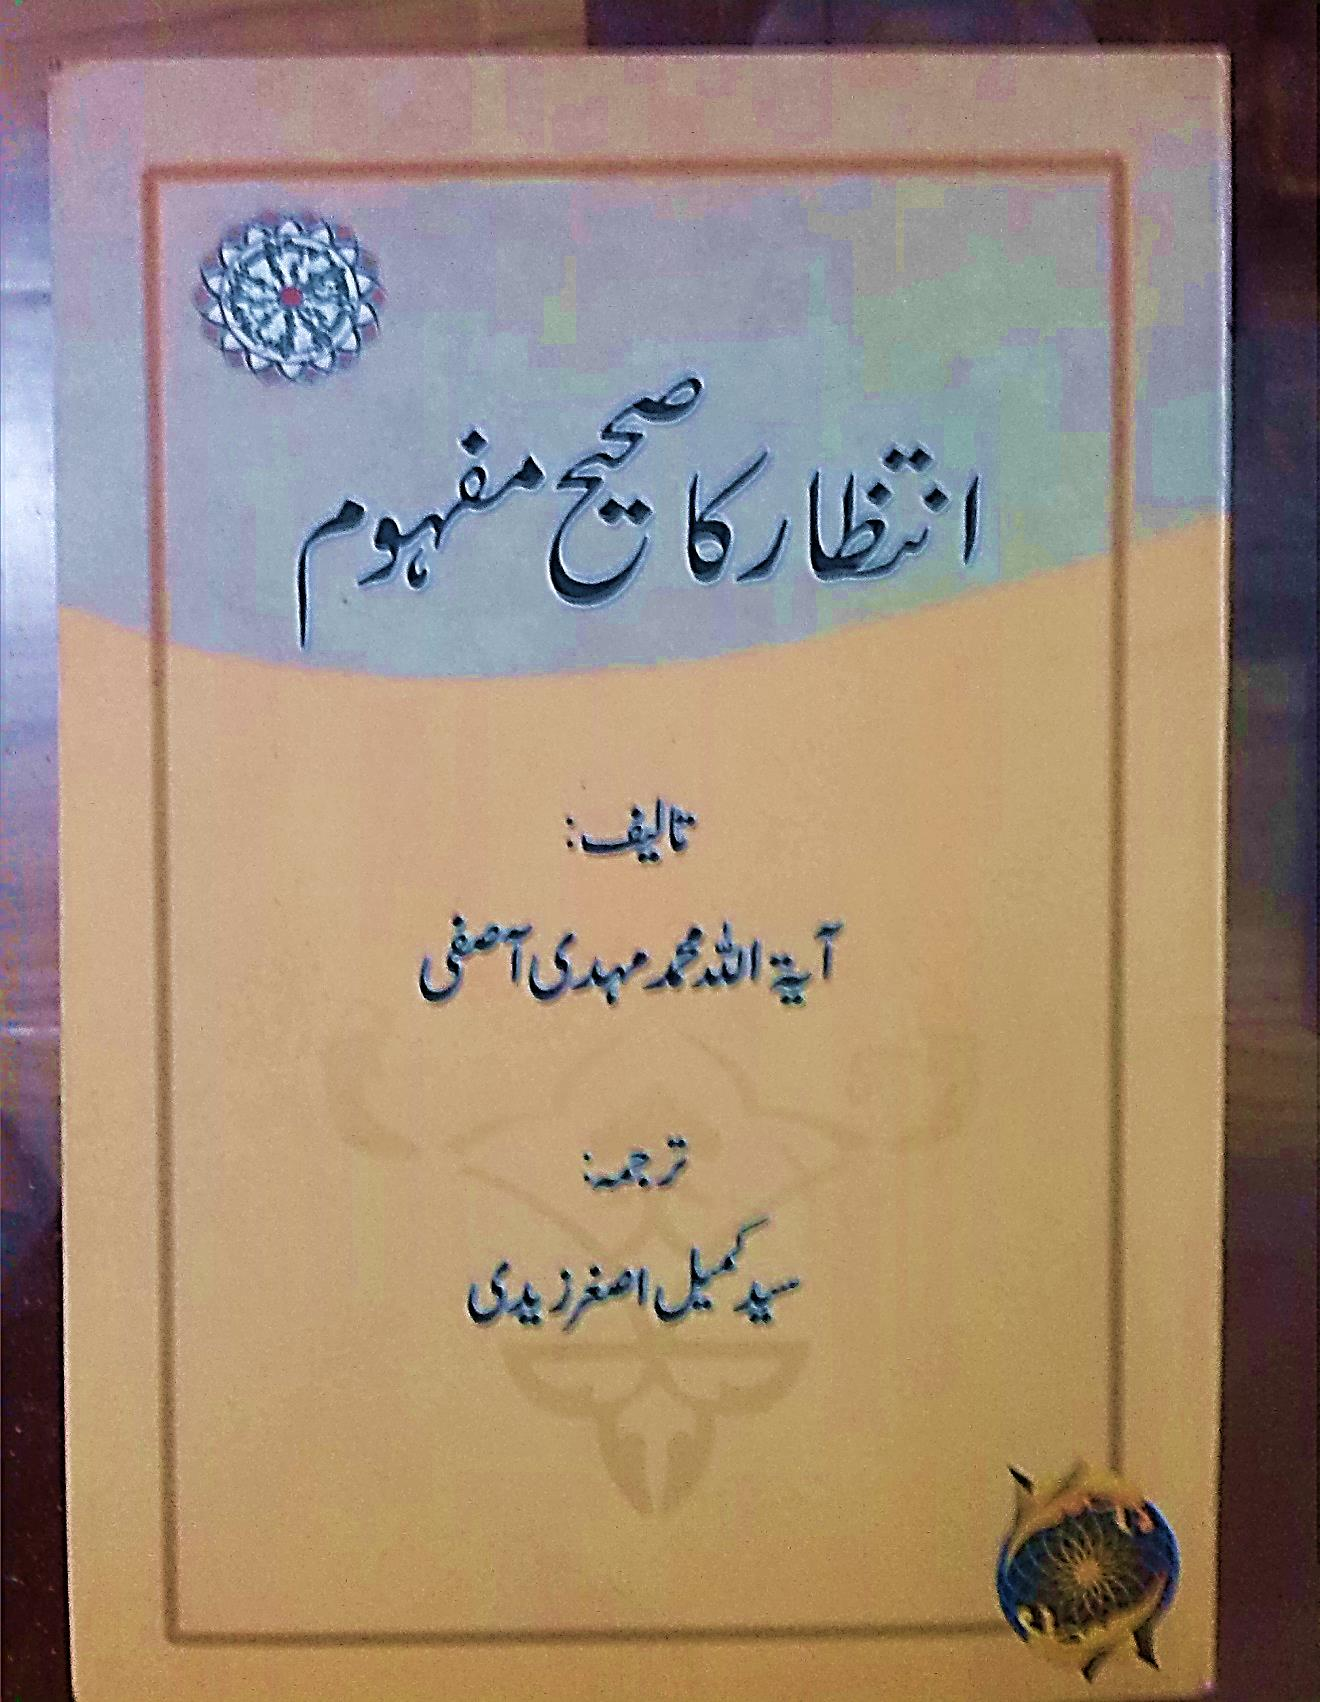 انتظار کا صحیح مفہوم
تالیف:
آیۃ اللہ محمد مہدی آصفی
ترجمہ:
سید کمیل اصغر زیدی